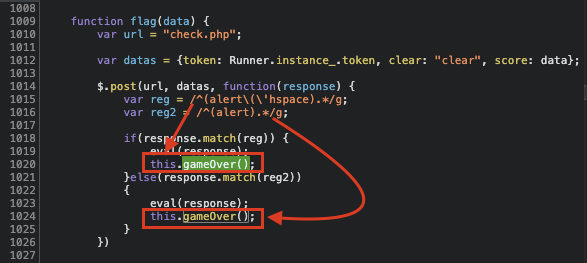 1008
1009 function flag(data) {
1010 var url = "check.php";
1011
1012 var datas = {token: Runner.instance_.token, clear: "clear", score: data};
1013
1014 $.post(url, datas, function(response) {
1015 var reg = /^(alert\(\'hspace).*/g;
1016 var reg2 = /^(alert).*/g;
1017
1018 if(response.match(reg)) {
1019 eval(response);
1020 this.gameOver();
1021 }else(response.match(reg2))
1022 {
1023 eval(response);
1024 this.gameOver();
1025 }
1026 })
1027